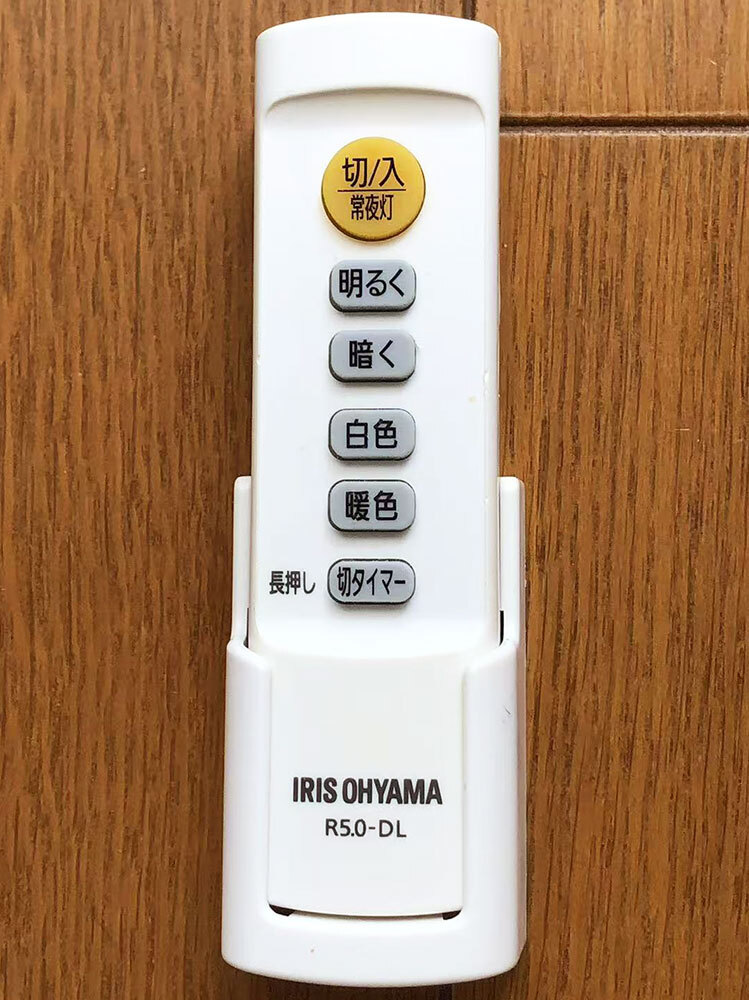 切/入
常夜灯
明るく
暗く
白色
暖色
長押し 切タイマー
IRIS OHYAMA
R5.0-DL